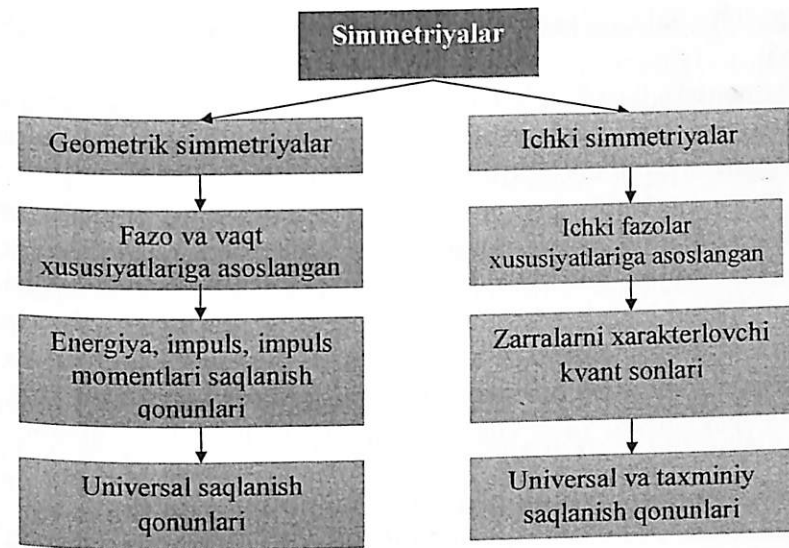 Simmetriyalar
Geometrik simmetriyalar
Fazo va vaqt
xususiyatlariga asoslangan
Energiya, impuls, impuls
momentlari saqlanish
qonunlari
Universal saqlanish
qonunlari
Ichki simmetriyalar
Ichki fazolar
xususiyatlariga asoslangan
Zarralarni xarakterlovchi
kvant sonlari
Universal va taxminiy
saqlanish qonunlari